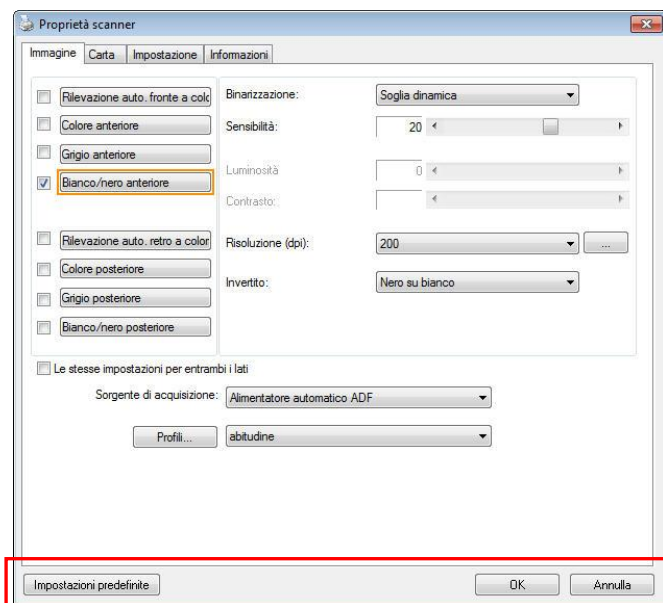 Proprietà scanner
Immagine Carta Impostazione Informazioni
Rilevazione auto. fronte a colo
Colore anteriore
Grigio anteriore
Bianco/nero anteriore
Rilevazione auto. retro a color
Colore posteriore
Grigio posteriore
Bianco/nero posteriore
Binarizzazione: Soglia dinamica
Sensibilità: 20
Luminosità 0
Contrasto:
Risoluzione (dpi): 200 ...
Invertito: Nero su bianco
Le stesse impostazioni per entrambi i lati
Sorgente di acquisizione: Alimentatore automatico ADF
Profili... abitudine
Impostazioni predefinite OK Annulla